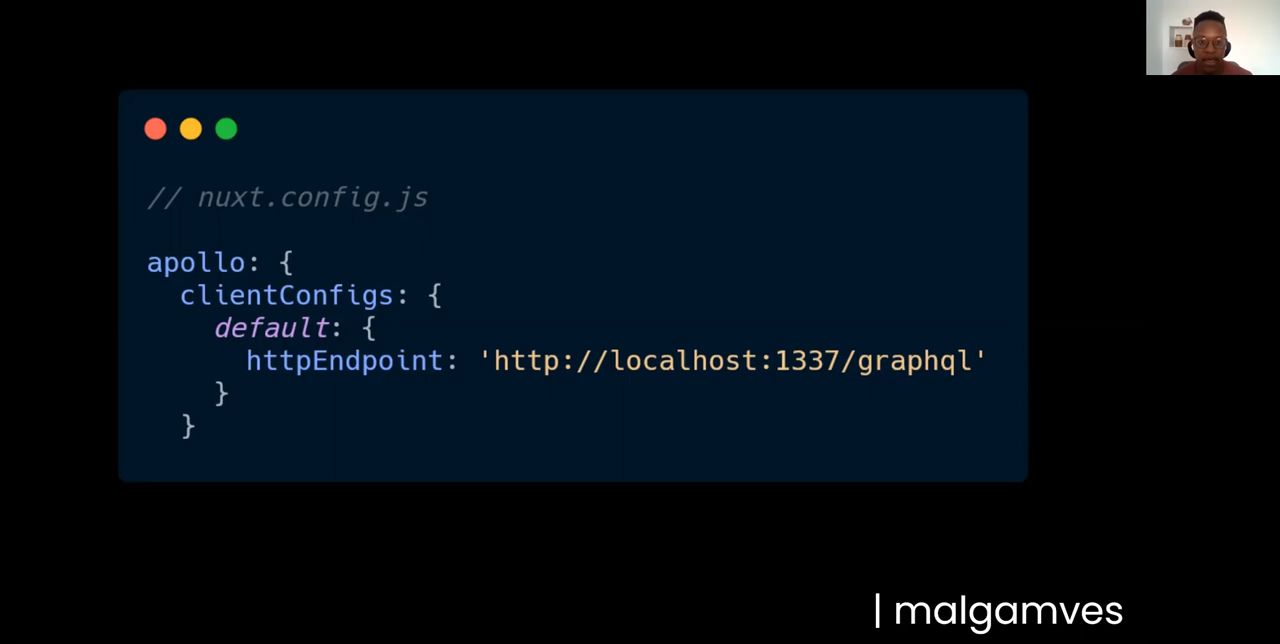 // nuxt.config.js
apollo: {
clientConfigs: {
default: {
httpEndpoint: 'http://localhost:1337/graphql'
}
}
| malgamves